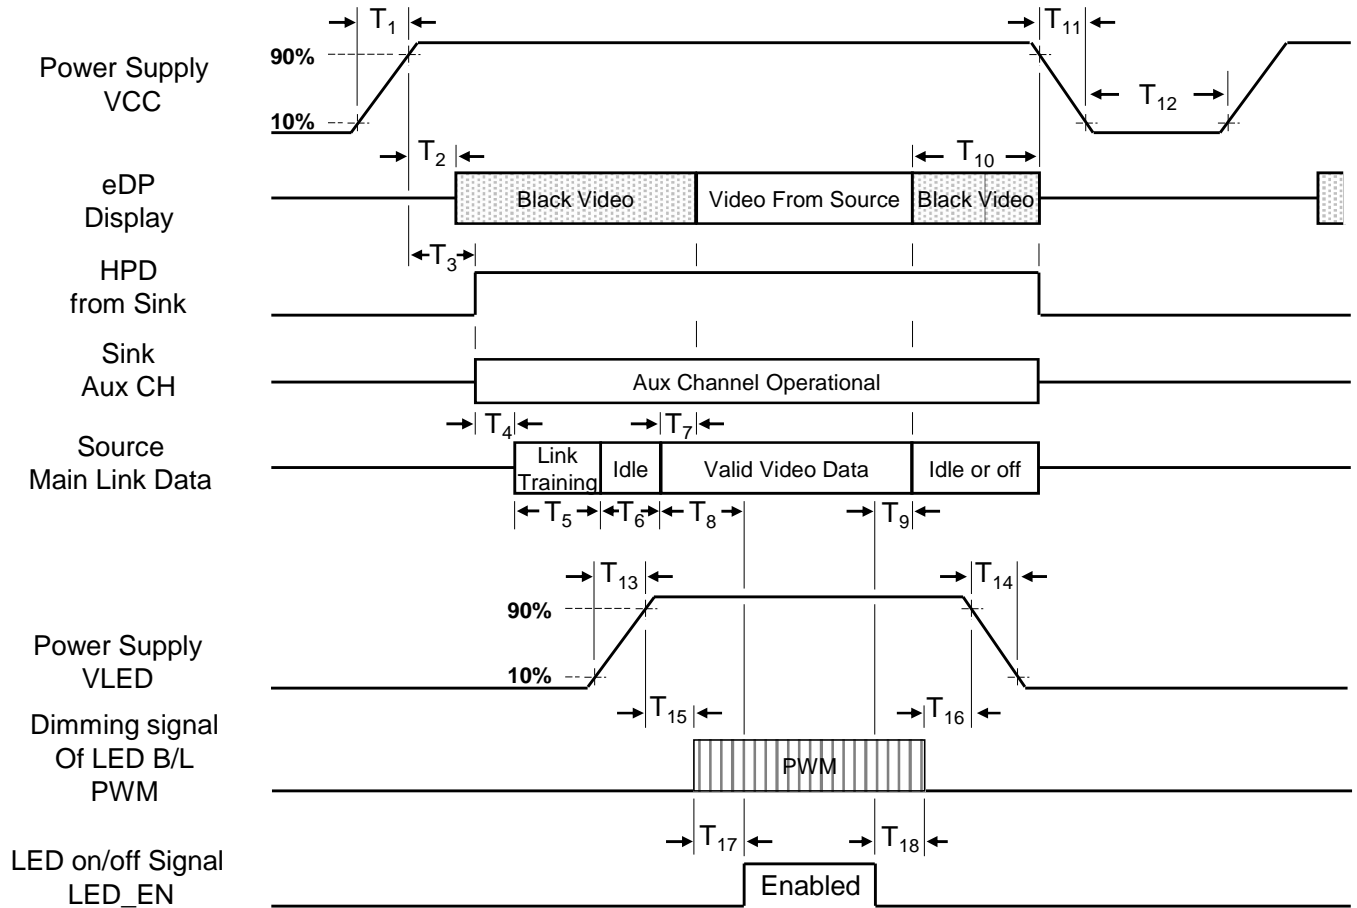 T1
T11
90%
Power Supply
VCC
T12
10%
T2
T10
eDP
Display
Black Video
Video From Source
Black Video
T3
HPD
from Sink
Sink
Aux CH
Aux Channel Operational
T4
T7
Source
Main Link Data
Link
Training
Idle
Valid Video Data
Idle or off
T5
T6
T8
T9
T13
T14
90%
Power Supply
VLED
10%
T15
T16
Dimming signal
Of LED B/L
PWM
PWM
T17
T18
LED on/off Signal
LED_EN
Enabled